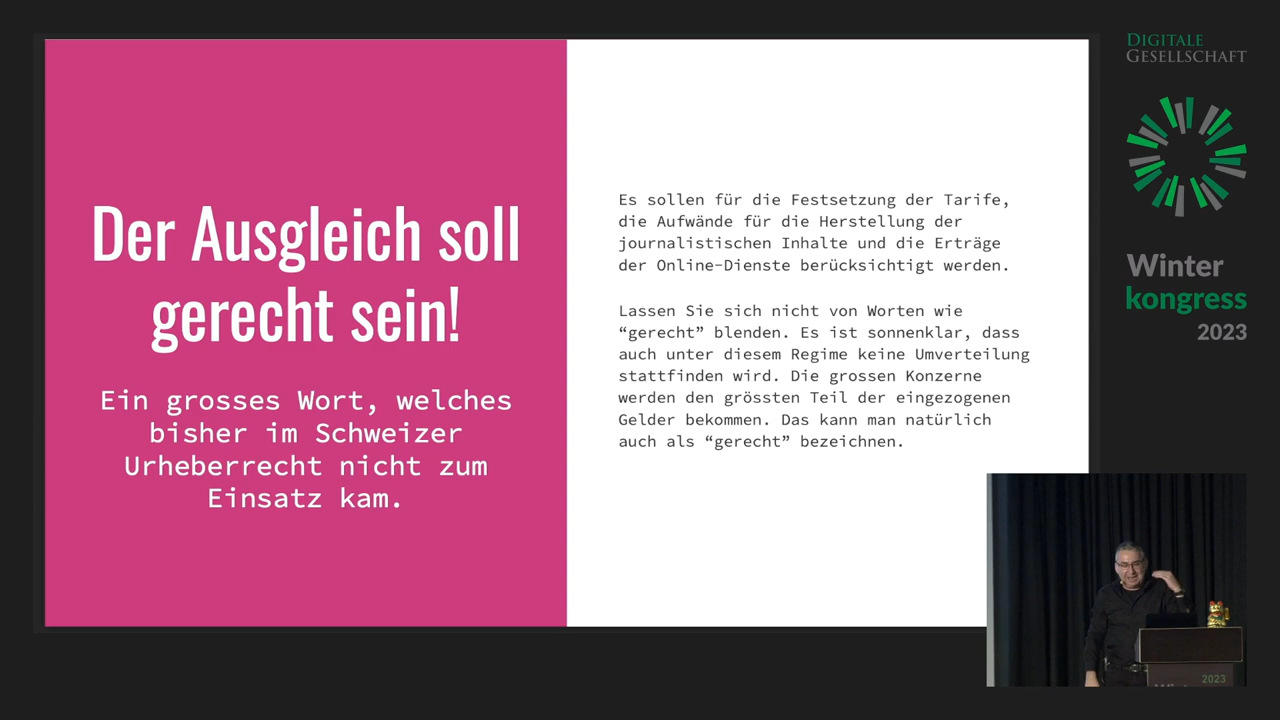 Der Ausgleich soll
gerecht sein!
Ein grosses Wort, welches
bisher im Schweizer
Urheberrecht nicht zum
Einsatz kam.
Es sollen für die Festsetzung der Tarife,
die Aufwände für die Herstellung der
journalistischen Inhalte und die Erträge
der Online-Dienste berücksichtigt werden.
Lassen Sie sich nicht von Worten wie
“gerecht” blenden. Es ist sonnenklar, dass
auch unter diesem Regime keine Umverteilung
stattfinden wird. Die grossen Konzerne
werden den grössten Teil der eingezogenen
Gelder bekommen. Das kann man natürlich
auch als “gerecht” bezeichnen.
DIGITALE
GESELLSCHAFT
Winter
kongress
2023
2023